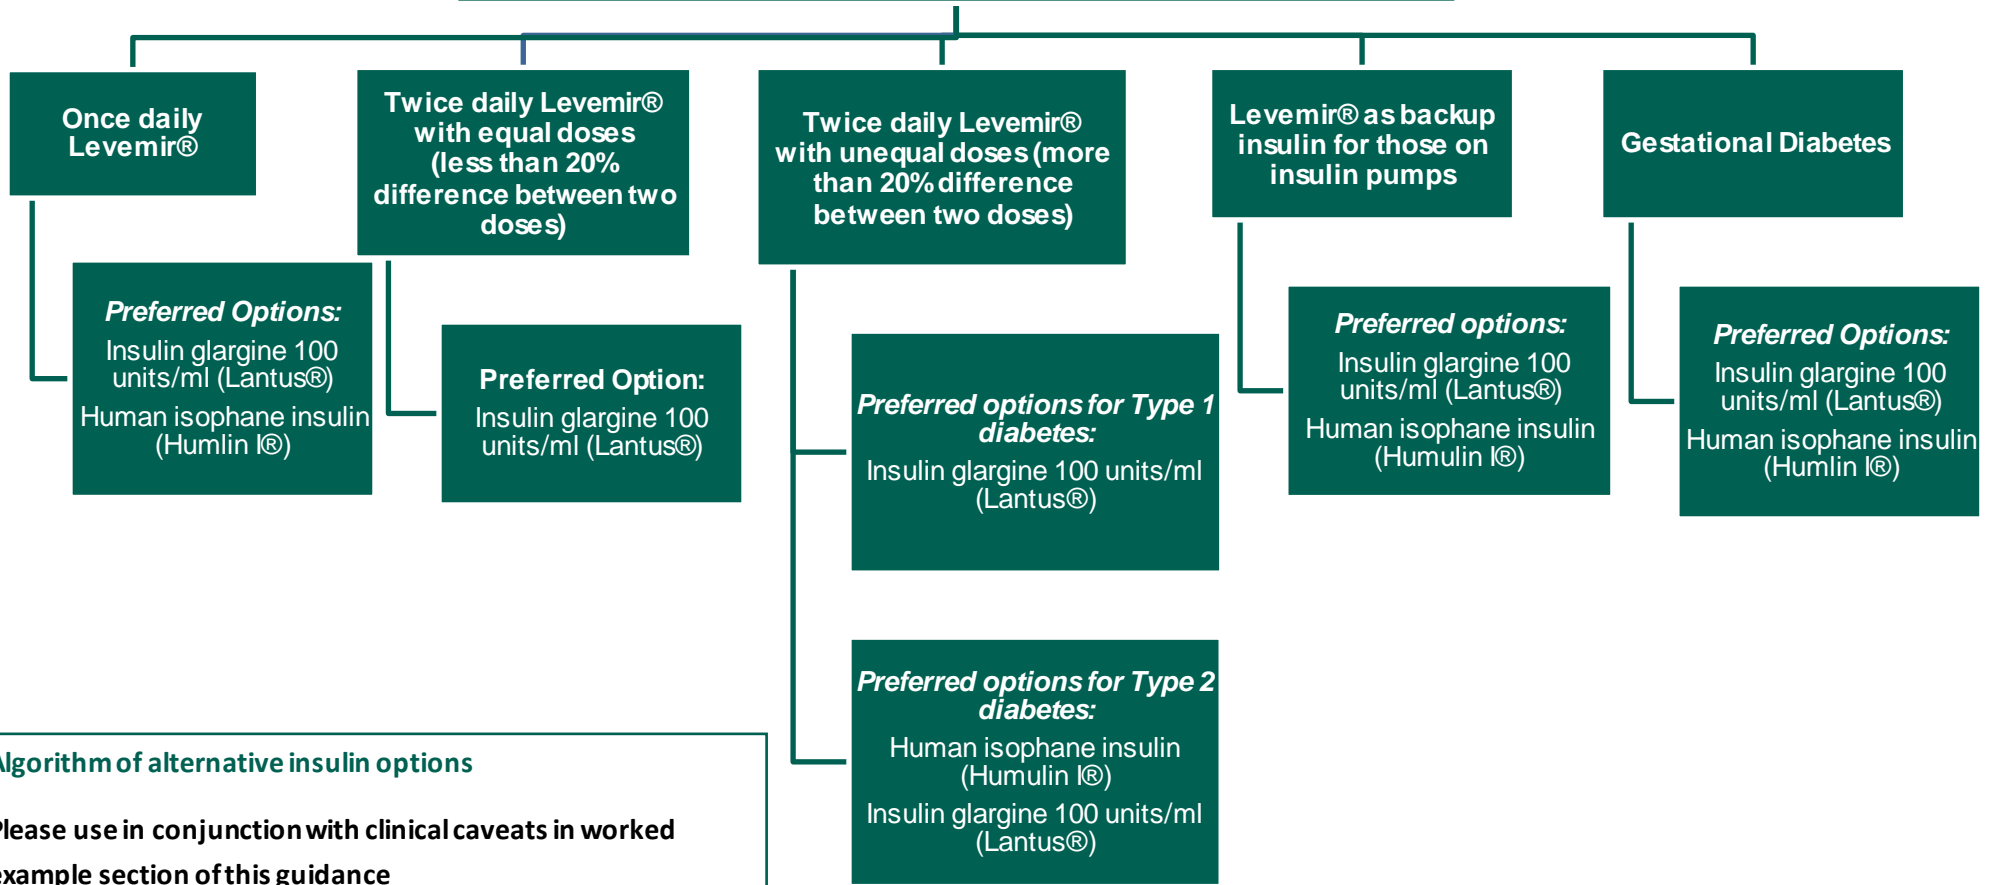 Once daily
Levemir®
Preferred Options:
Insulin glargine 100
units/ml (Lantus®)
Human isophane insulin
(Humlin I®)
Twice daily Levemir®
with equal doses
(less than 20%
difference between two
doses)
Preferred Option:
Insulin glargine 100
units/ml (Lantus®)
Twice daily Levemir®
with unequal doses (more
than 20% difference
between two doses)
Preferred options for Type 1
diabetes:
Insulin glargine 100 units/ml
(Lantus®)
Preferred options for Type 2
diabetes:
Human isophane insulin
(Humulin I®)
Insulin glargine 100 units/ml
(Lantus®)
Levemir® as backup
insulin for those on
insulin pumps
Preferred options:
Insulin glargine 100
units/ml (Lantus®)
Human isophane insulin
(Humulin I®)
Gestational Diabetes
Preferred Options:
Insulin glargine 100
units/ml (Lantus®)
Human isophane insulin
(Humlin I®)
Algorithm of alternative insulin options
Please use in conjunction with clinical caveats in worked
example section of this guidance